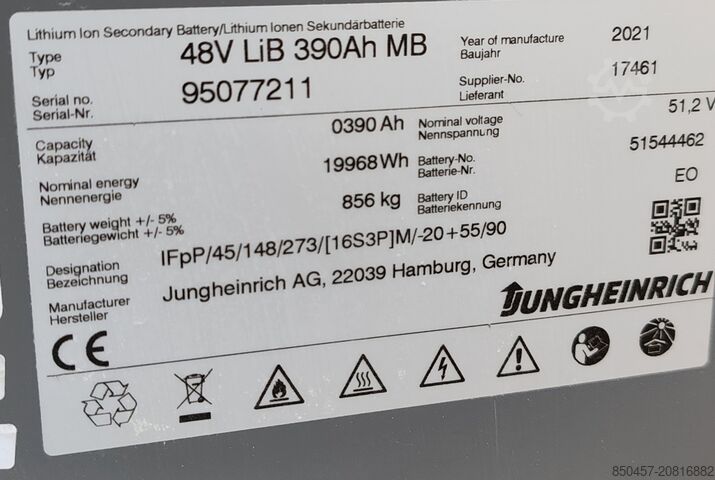 Lithium Ion Secondary Battery/Lithium Ionen Sekundärbatterie
Type
Typ
48V LiB 390Ah MB
Year of manufacture
Baujahr
2021
Serial no.
Serial-Nr.
95077211
Supplier-No.
Lieferant
17461
Capacity
Kapazität
0390 Ah
Nominal voltage
Nennspannung
51,2 V
Nominal energy
Nennenergie
19968 Wh
Battery-No.
Batterie-Nr.
51544462
Battery weight +/- 5%
Batteriegewicht +/- 5%
856 kg
Battery ID
Batteriekennung
EO
Designation
Bezeichnung
IFpP/45/148/273/[16S3P]M/-20+55/90
Manufacturer
Hersteller
Jungheinrich AG, 22039 Hamburg, Germany
JUNGHEINRICH
CE
850457-20816882